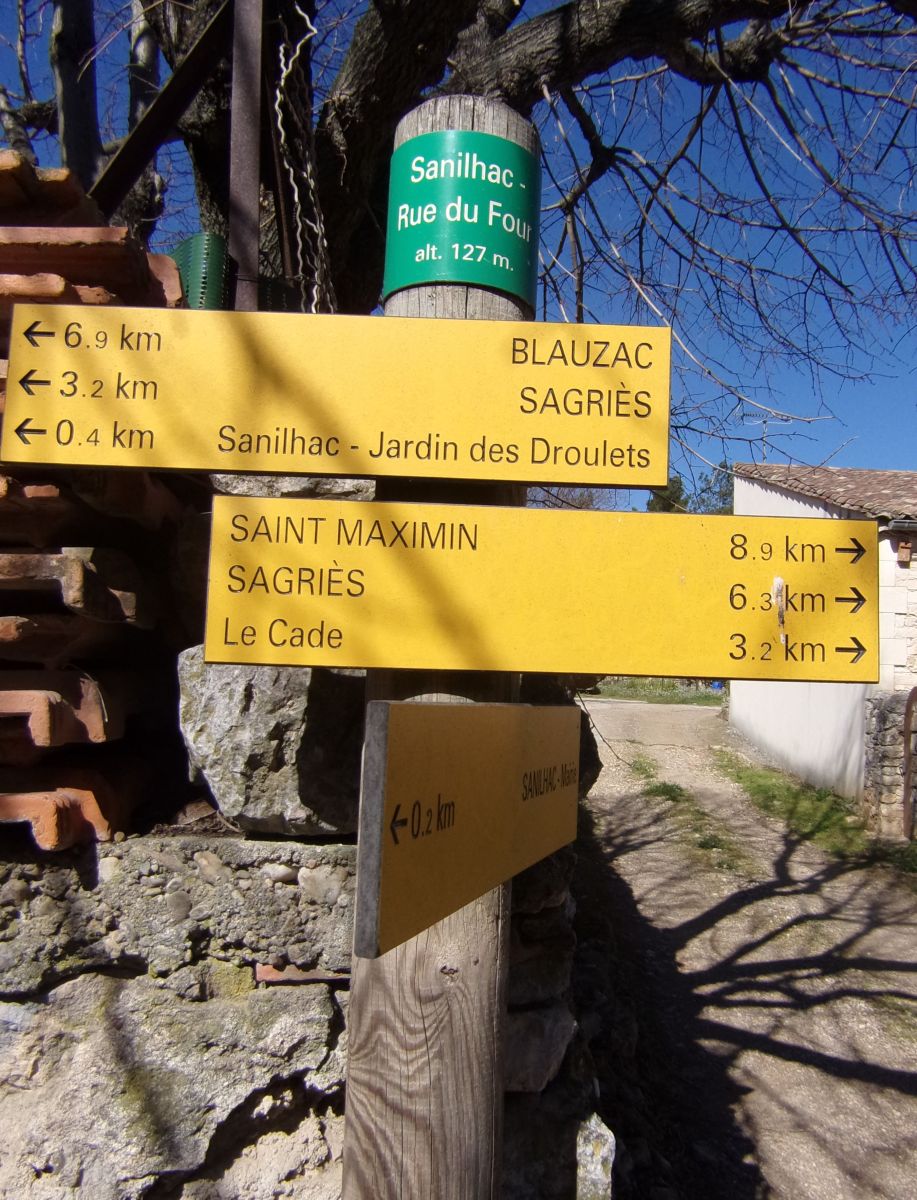 Sanilhac -
Rue du Four
alt. 127 m.
← 6.9 km BLAUZAC
← 3.2 km SAGRIÈS
← 0.4 km Sanilhac - Jardin des Droulets
SAINT MAXIMIN 8.9 km →
SAGRIÈS 6.3 km →
Le Cade 3.2 km →
← 0.2 km SANILHAC - Mairie